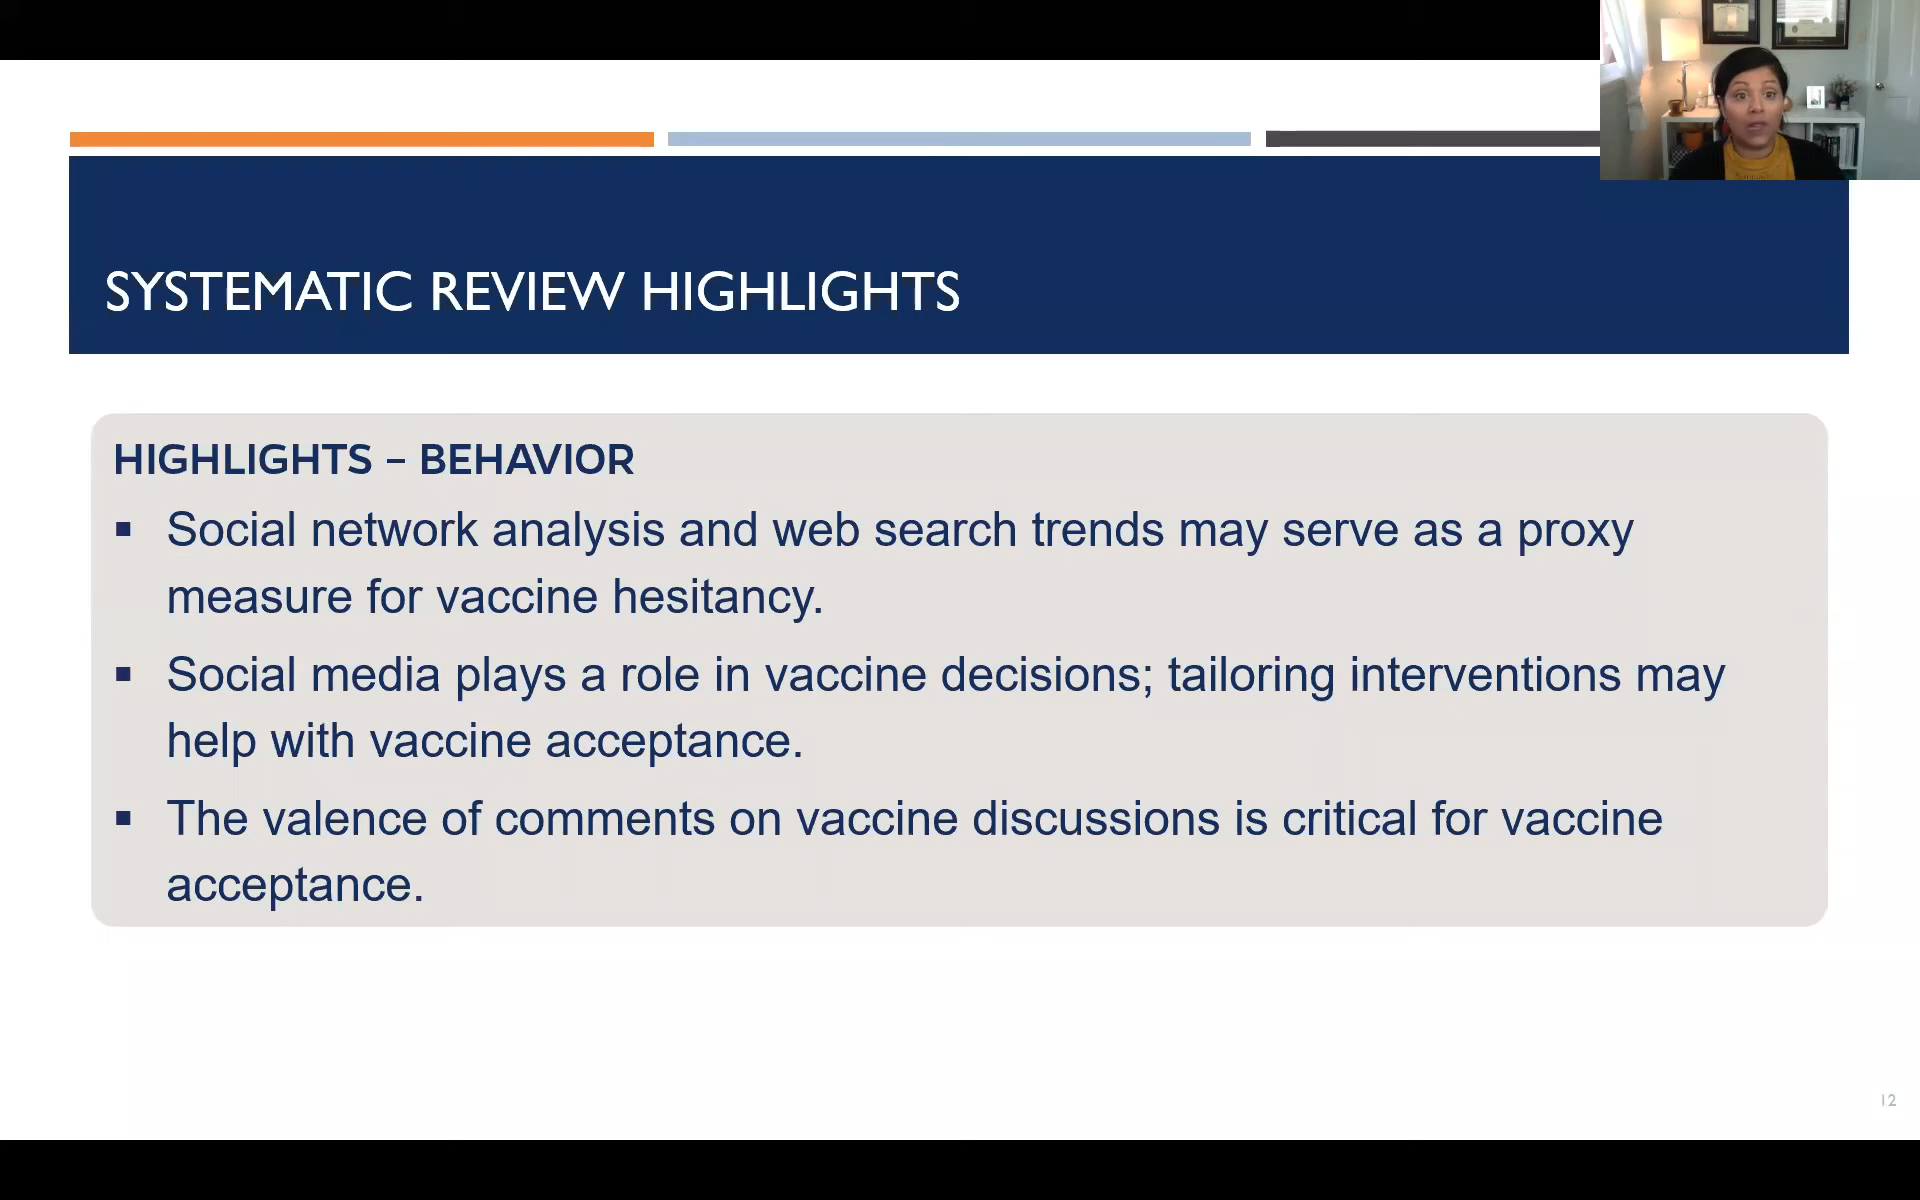 SYSTEMATIC REVIEW HIGHLIGHTS
HIGHLIGHTS – BEHAVIOR
▪ Social network analysis and web search trends may serve as a proxy
measure for vaccine hesitancy.
▪ Social media plays a role in vaccine decisions; tailoring interventions may
help with vaccine acceptance.
▪ The valence of comments on vaccine discussions is critical for vaccine
acceptance.
12